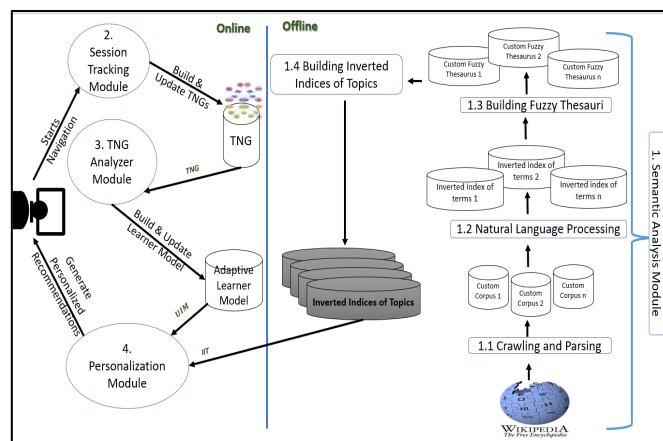 Online
Offline
2.
Session
Tracking
Module
Build &
Update TNGs
TNG
Starts
Navigation
3. TNG
Analyzer
Module
TNG
Build & Update
Learner Model
Adaptive
Learner
Model
Generate
Personalized
Recommendations
4.
Personalization
Module
IIT
1.4 Building Inverted
Indices of Topics
Inverted Indices of Topics
Custom Fuzzy
Thesaurus 1
Custom Fuzzy
Thesaurus 2
Custom Fuzzy
Thesaurus n
1.3 Building Fuzzy Thesauri
Inverted index of
terms 1
Inverted index of
terms 2
Inverted index of
terms n
1.2 Natural Language Processing
Custom
Corpus 1
Custom
Corpus 2
Custom
Corpus n
1.1 Crawling and Parsing
WIKIPEDIA
The Free Encyclopedia
1. Semantic Analysis Module